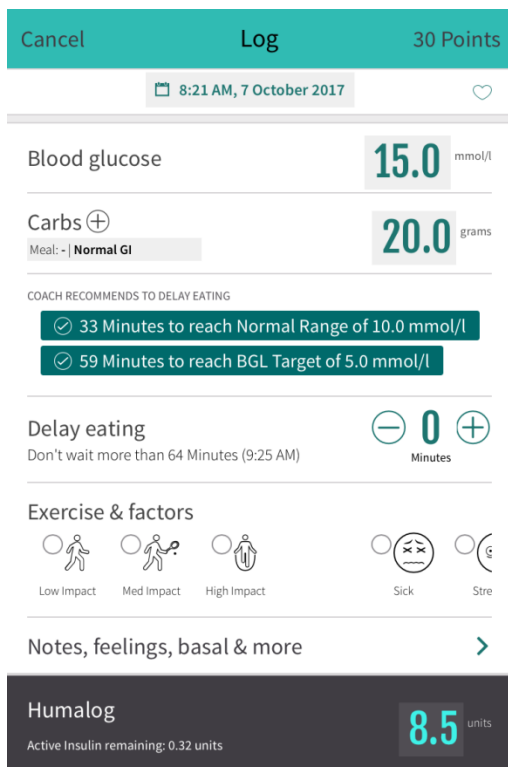 Cancel Log 30 Points
8:21 AM, 7 October 2017
Blood glucose 15.0 mmol/l
Carbs
20.0 grams
Meal: - | Normal GI
COACH RECOMMENDS TO DELAY EATING
33 Minutes to reach Normal Range of 10.0 mmol/l
59 Minutes to reach BGL Target of 5.0 mmol/l
Delay eating 0
Don't wait more than 64 Minutes (9:25 AM) Minutes
Exercise & factors
Low Impact Med Impact High Impact Sick Stre
Notes, feelings, basal & more
Humalog 8.5 units
Active Insulin remaining: 0.32 units